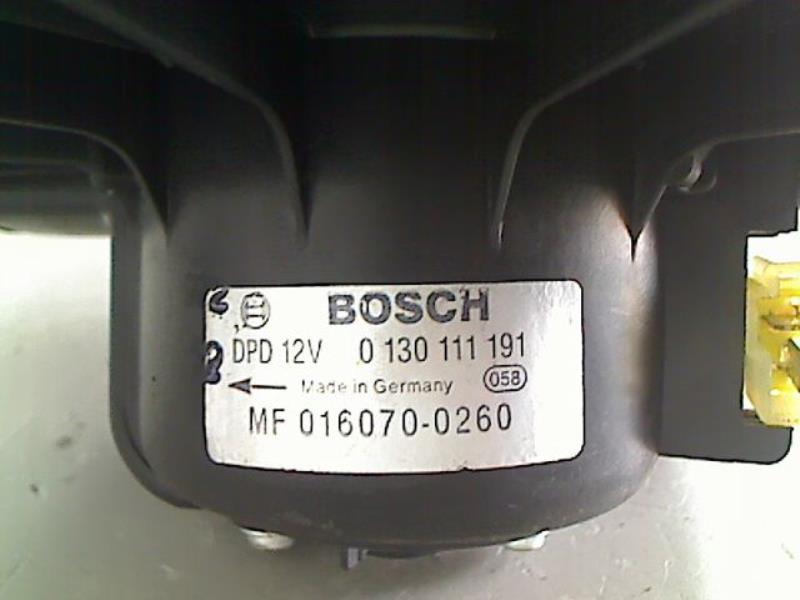 BOSCH
DPD 12V 0 130 111 191
Made in Germany 058
MF 016070-0260